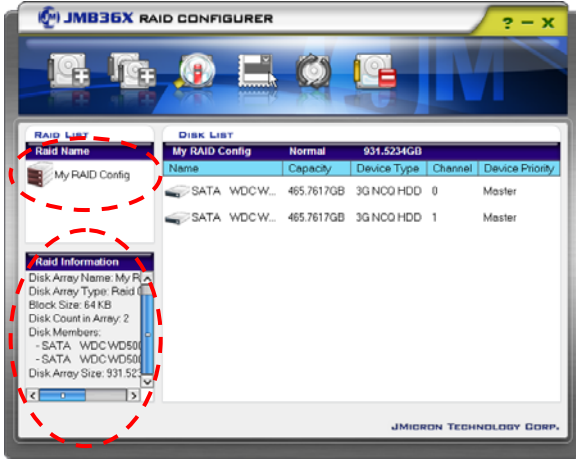 JMB36X RAID CONFIGURER
? – X
RAID LIST
Raid Name
My RAID Config
Raid Information
Disk Array Name: My R
Disk Array Type: Raid
Block Size: 64 KB
Disk Count in Array: 2
Disk Members:
- SATA WDC WD500
- SATA WDC WD500
Disk Array Size: 931.523
DISK LIST
My RAID Config Normal 931.5234GB
Name Capacity Device Type Channel Device Priority
SATA WDC W... 465.7617GB 3G NCQ HDD 0 Master
SATA WDC W... 465.7617GB 3G NCQ HDD 1 Master
JMICRON TECHNOLOGY CORP.